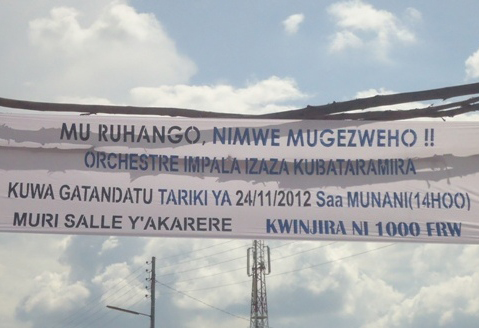 MU RUHANGO, NIMWE MUGEZWEHO !!
ORCHESTRE IMPALA IZAZA KUBATARAMIRA
KUWA GATANDATU TARIKI YA 24/11/2012 Saa MUNANI(14HOO)
MURI SALLE Y'AKARERE KWINJIRA NI 1000 FRW